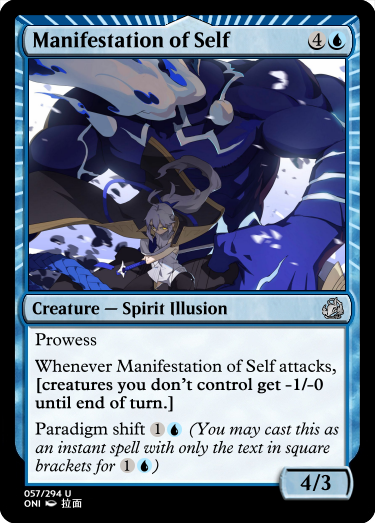 Manifestation of Self 4
Creature — Spirit Illusion
Prowess
Whenever Manifestation of Self attacks,
[creatures you don't control get -1/-0
until end of turn.]
Paradigm shift 1 (You may cast this as
an instant spell with only the text in square
brackets for 1 )
4/3
057/294 U
ONI 拉面